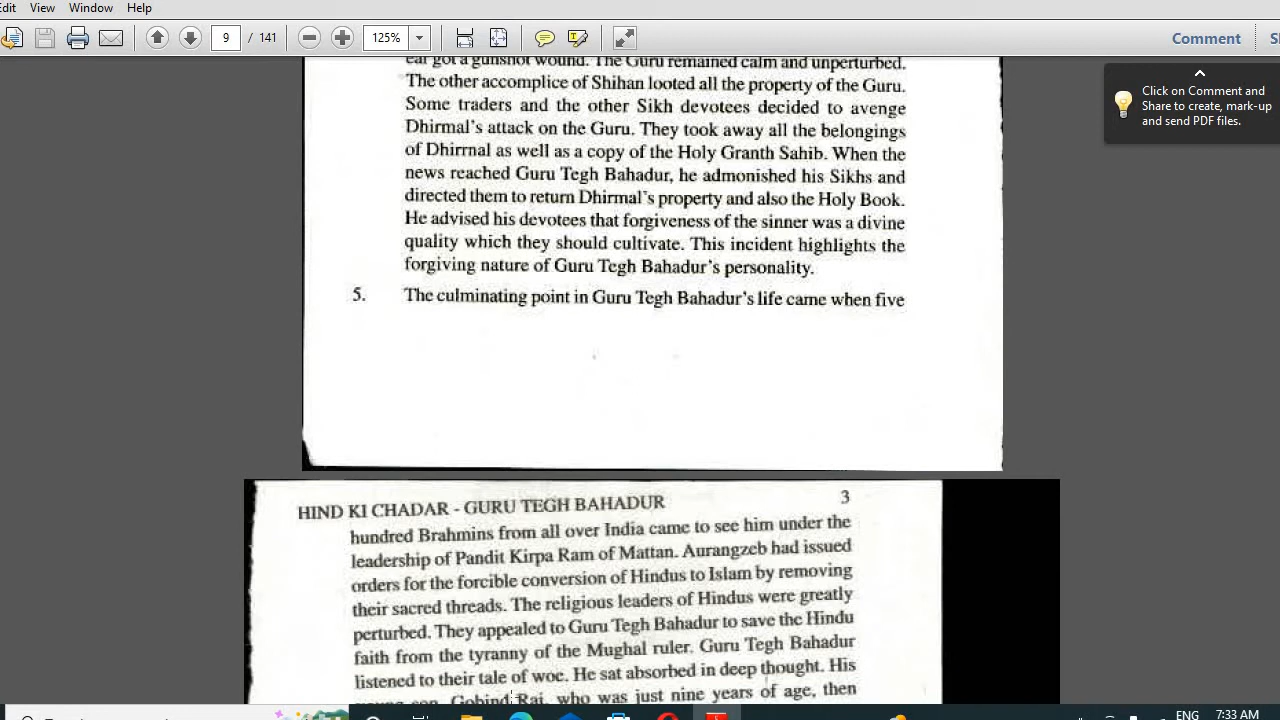 Edit View Window Help
9 / 141 125% Comment
Click on Comment and
Share to create, mark-up
and send PDF files.
ear got a gunshot wound. The Guru remained calm and unperturbed.
The other accomplice of Shihan looted all the property of the Guru.
Some traders and the other Sikh devotees decided to avenge
Dhirmal's attack on the Guru. They took away all the belongings
of Dhirrnal as well as a copy of the Holy Granth Sahib. When the
news reached Guru Tegh Bahadur, he admonished his Sikhs and
directed them to return Dhirmal's property and also the Holy Book.
He advised his devotees that forgiveness of the sinner was a divine
quality which they should cultivate. This incident highlights the
forgiving nature of Guru Tegh Bahadur's personality.
5. The culminating point in Guru Tegh Bahadur's life came when five
HIND KI CHADAR - GURU TEGH BAHADUR 3
hundred Brahmins from all over India came to see him under the
leadership of Pandit Kirpa Ram of Mattan. Aurangzeb had issued
orders for the forcible conversion of Hindus to Islam by removing
their sacred threads. The religious leaders of Hindus were greatly
perturbed. They appealed to Guru Tegh Bahadur to save the Hindu
faith from the tyranny of the Mughal ruler. Guru Tegh Bahadur
listened to their tale of woe. He sat absorbed in deep thought. His
young son, Gobind Rai, who was just nine years of age, then
ENG 7:33 AM